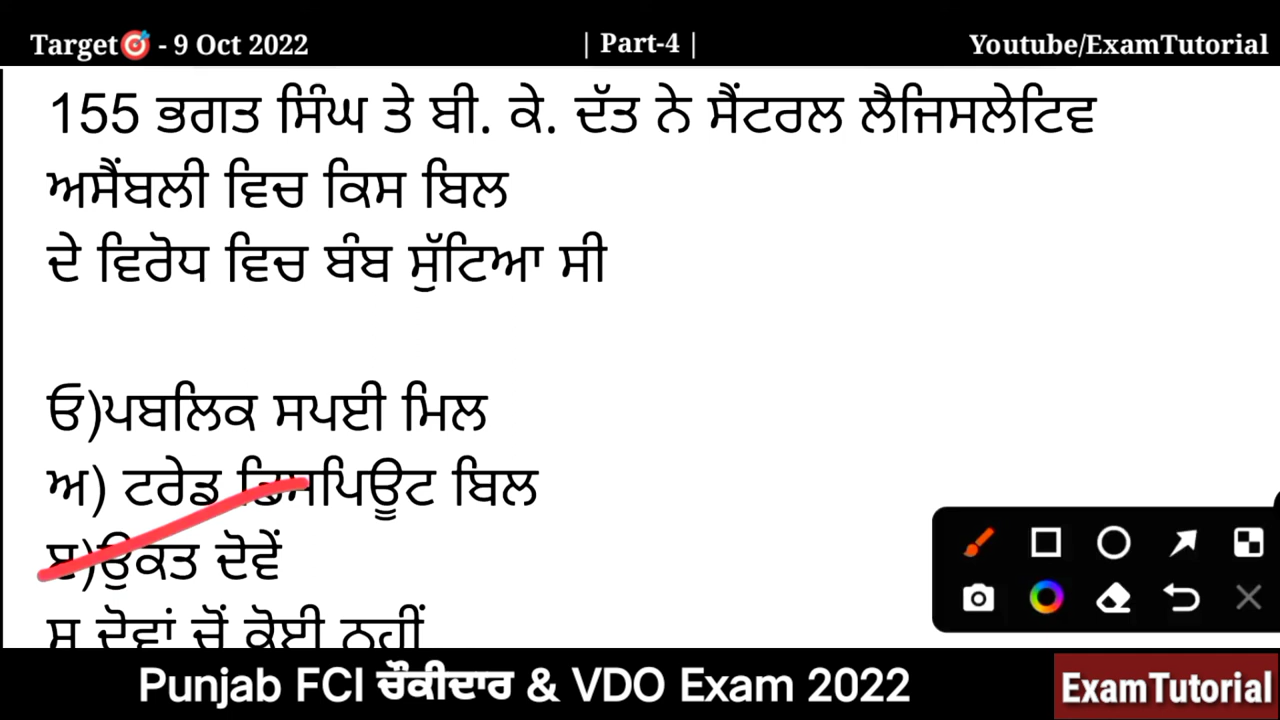 Target🎯 - 9 Oct 2022
| Part-4 |
Youtube/ExamTutorial
155 ਭਗਤ ਸਿੰਘ ਤੇ ਬੀ. ਕੇ. ਦੱਤ ਨੇ ਸੈਂਟਰਲ ਲੈਜਿਸਲੇਟਿਵ
ਅਸੈਂਬਲੀ ਵਿਚ ਕਿਸ ਬਿਲ
ਦੇ ਵਿਰੋਧ ਵਿਚ ਬੰਬ ਸੁੱਟਿਆ ਸੀ
ਓ)ਪਬਲਿਕ ਸਪਈ ਮਿਲ
ਅ) ਟਰੇਡ ਡਿਸਪਿਊਟ ਬਿਲ
ੲ)ਉਕਤ ਦੋਵੇਂ
ਸ ਦੋਵਾਂ ਚੋਂ ਕੋਈ ਨਹੀਂ
Punjab FCI ਚੌਕੀਦਾਰ & VDO Exam 2022
ExamTutorial